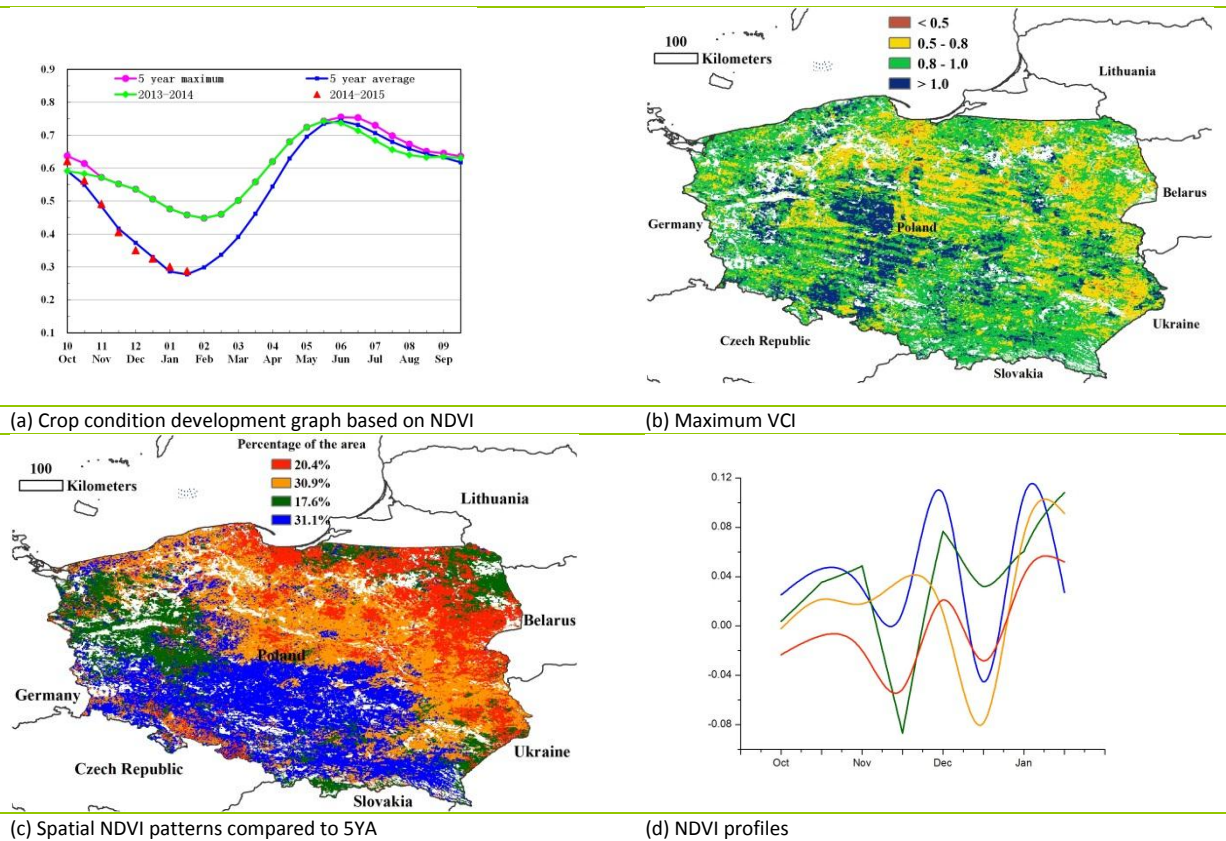 5 year maximum
5 year average
2013-2014
2014-2015
0.9
0.8
0.7
0.6
0.5
0.4
0.3
0.2
0.1
10 11 12 01 02 03 04 05 06 07 08 09
Oct Nov Dec Jan Feb Mar Apr May Jun Jul Aug Sep
(a) Crop condition development graph based on NDVI
100
Kilometers
< 0.5
0.5 - 0.8
0.8 - 1.0
> 1.0
Lithuania
Belarus
Germany
Poland
Ukraine
Czech Republic
Slovakia
(b) Maximum VCI
Percentage of the area
100
Kilometers
20.4%
30.9%
17.6%
31.1%
Lithuania
Belarus
Poland
Germany
Ukraine
Czech Republic
Slovakia
(c) Spatial NDVI patterns compared to 5YA
0.12
0.08
0.04
0.00
-0.04
-0.08
Oct Nov Dec Jan
(d) NDVI profiles